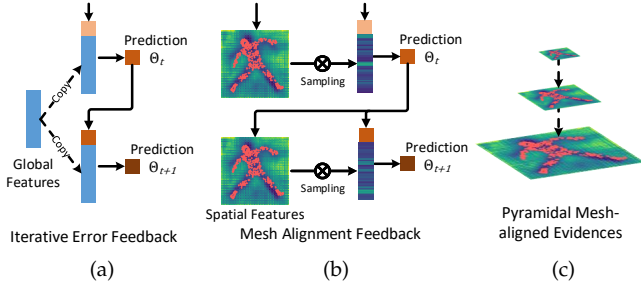 Prediction
Θt
Copy
Copy
Global
Features
Prediction
Θt+1
Iterative Error Feedback
(a)
Prediction
Θt
Sampling
Prediction
Θt+1
Sampling
Spatial Features
Mesh Alignment Feedback
(b)
Pyramidal Mesh-
aligned Evidences
(c)